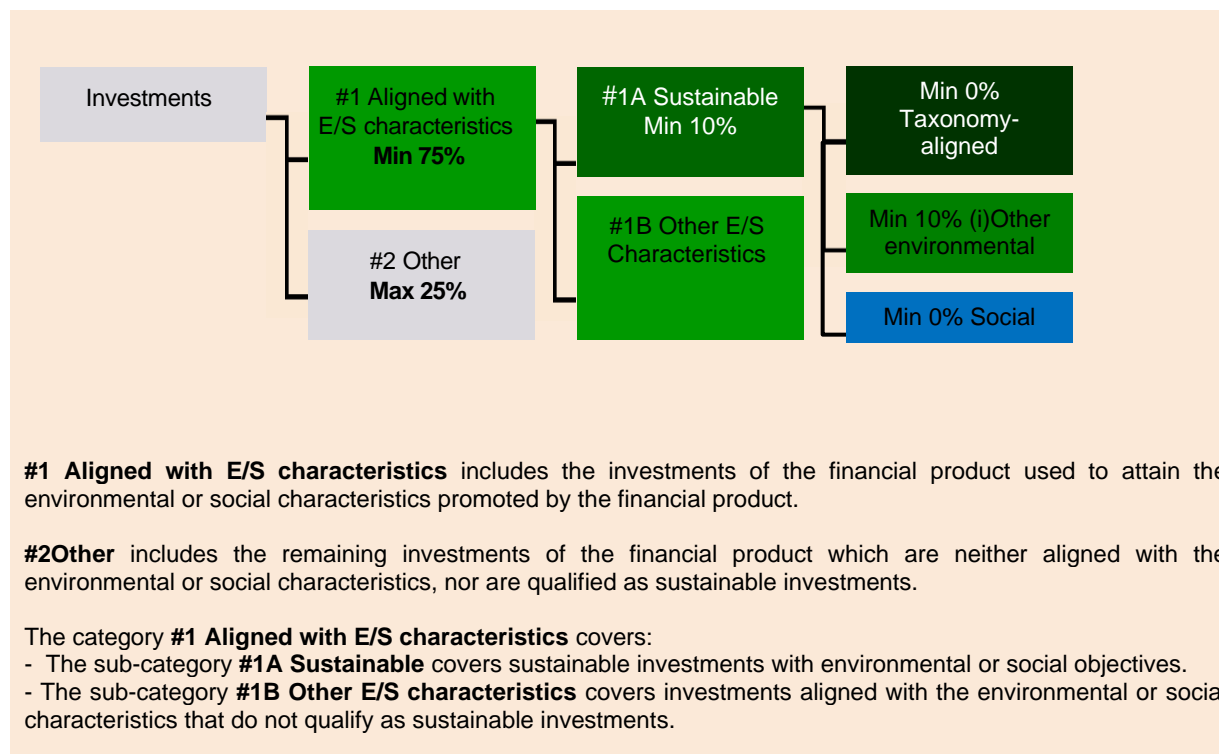 Investments
#1 Aligned with
E/S characteristics
Min 75%
#2 Other
Max 25%
#1A Sustainable
Min 10%
#1B Other E/S
Characteristics
Min 0%
Taxonomy-
aligned
Min 10% (i)Other
environmental
Min 0% Social
#1 Aligned with E/S characteristics includes the investments of the financial product used to attain the
environmental or social characteristics promoted by the financial product.
#2Other includes the remaining investments of the financial product which are neither aligned with the
environmental or social characteristics, nor are qualified as sustainable investments.
The category #1 Aligned with E/S characteristics covers:
- The sub-category #1A Sustainable covers sustainable investments with environmental or social objectives.
- The sub-category #1B Other E/S characteristics covers investments aligned with the environmental or social
characteristics that do not qualify as sustainable investments.